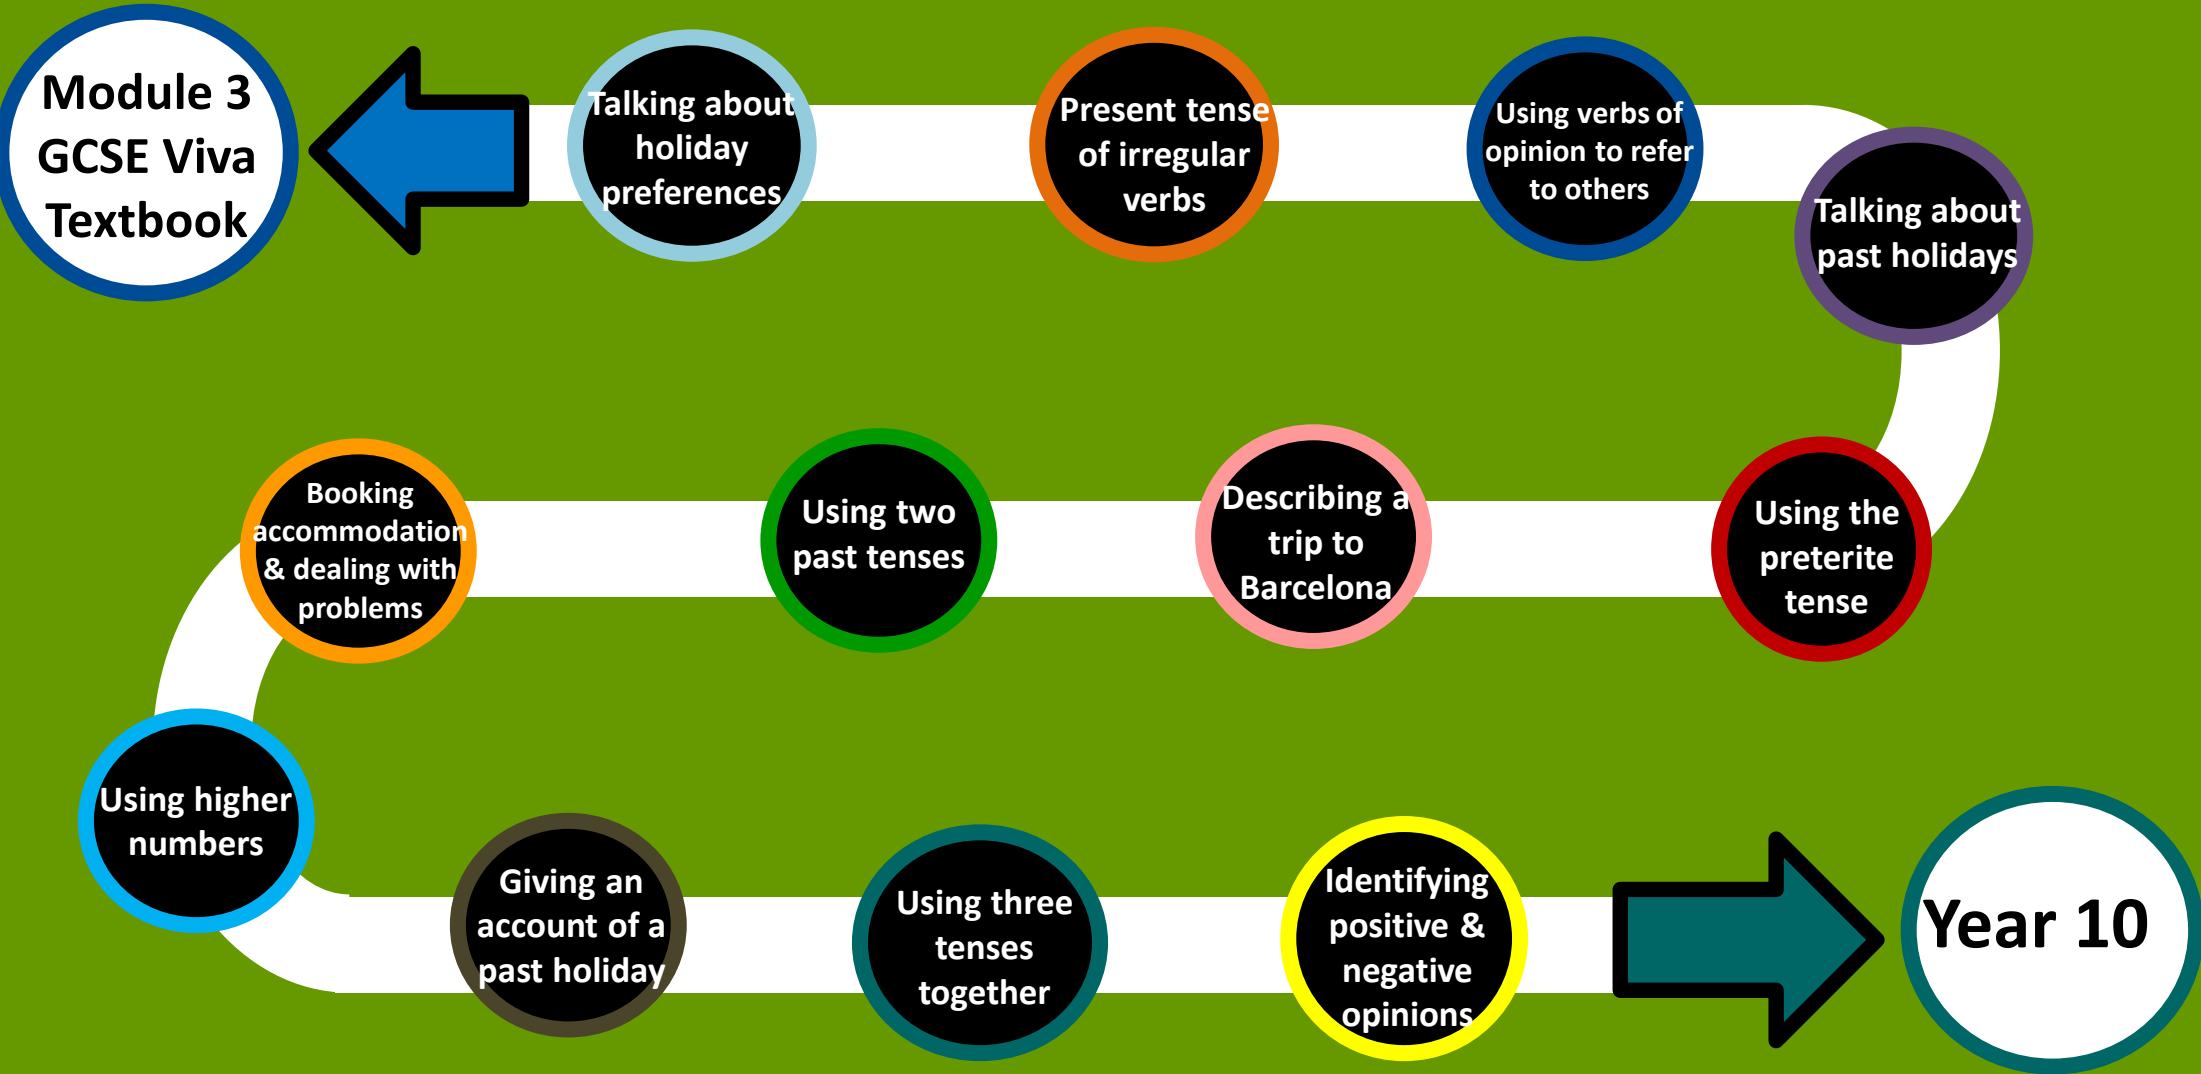 Module 3
GCSE Viva
Textbook
Talking about
holiday
preferences
Present tense
of irregular
verbs
Using verbs of
opinion to refer
to others
Talking about
past holidays
Booking
accommodation
& dealing with
problems
Using two
past tenses
Describing a
trip to
Barcelona
Using the
preterite
tense
Using higher
numbers
Giving an
account of a
past holiday
Using three
tenses
together
Identifying
positive &
negative
opinions
Year 10